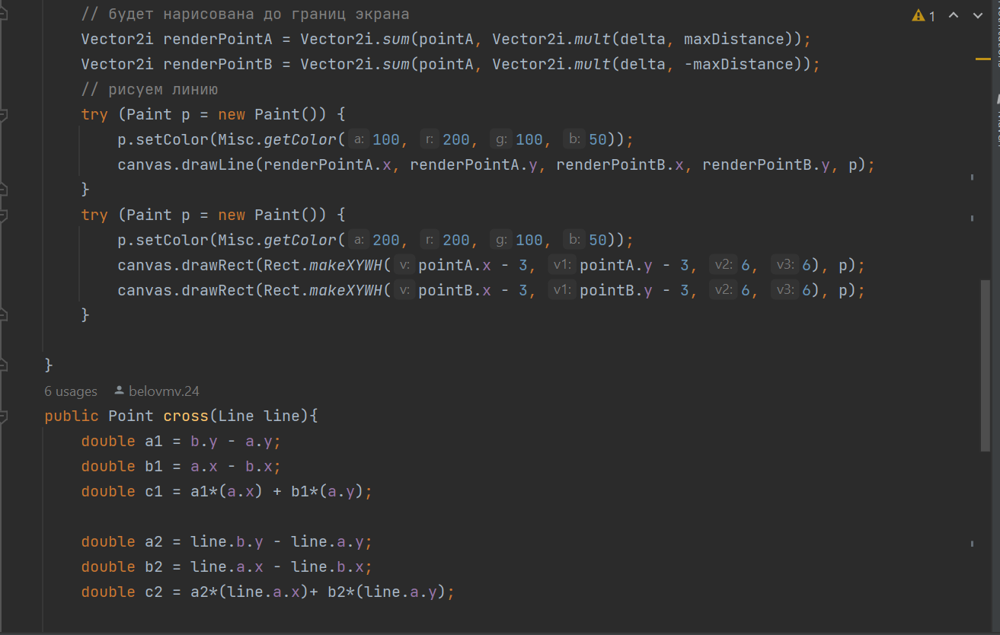 // будет нарисована до границ экрана
Vector2i renderPointA = Vector2i.sum(pointA, Vector2i.mult(delta, maxDistance));
Vector2i renderPointB = Vector2i.sum(pointA, Vector2i.mult(delta, -maxDistance));
// рисуем линию
try (Paint p = new Paint()) {
p.setColor(Misc.getColor( a: 100, r: 200, g: 100, b: 50));
canvas.drawLine(renderPointA.x, renderPointA.y, renderPointB.x, renderPointB.y, p);
}
try (Paint p = new Paint()) {
p.setColor(Misc.getColor( a: 200, r: 200, g: 100, b: 50));
canvas.drawRect(Rect.makeXYWH( v: pointA.x - 3, v1: pointA.y - 3, v2: 6, v3: 6), p);
canvas.drawRect(Rect.makeXYWH( v: pointB.x - 3, v1: pointB.y - 3, v2: 6, v3: 6), p);
}
}
6 usages belovmv.24
public Point cross(Line line){
double a1 = b.y - a.y;
double b1 = a.x - b.x;
double c1 = a1*(a.x) + b1*(a.y);
double a2 = line.b.y - line.a.y;
double b2 = line.a.x - line.b.x;
double c2 = a2*(line.a.x)+ b2*(line.a.y);
1